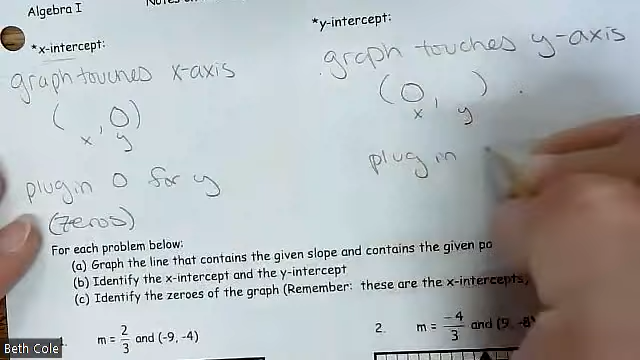 Algebra I
*x-intercept:
graph touches x-axis
( , 0)
x y
plug in 0 for y
(zeros)
*y-intercept:
graph touches y-axis
(0, )
x y
plug in
For each problem below:
(a) Graph the line that contains the given slope and contains the given po
(b) Identify the x-intercept and the y-intercept
(c) Identify the zeroes of the graph (Remember: these are the x-intercepts,
m = 2/3 and (-9, -4)
2. m = -4/3 and (9, -8)
Beth Cole